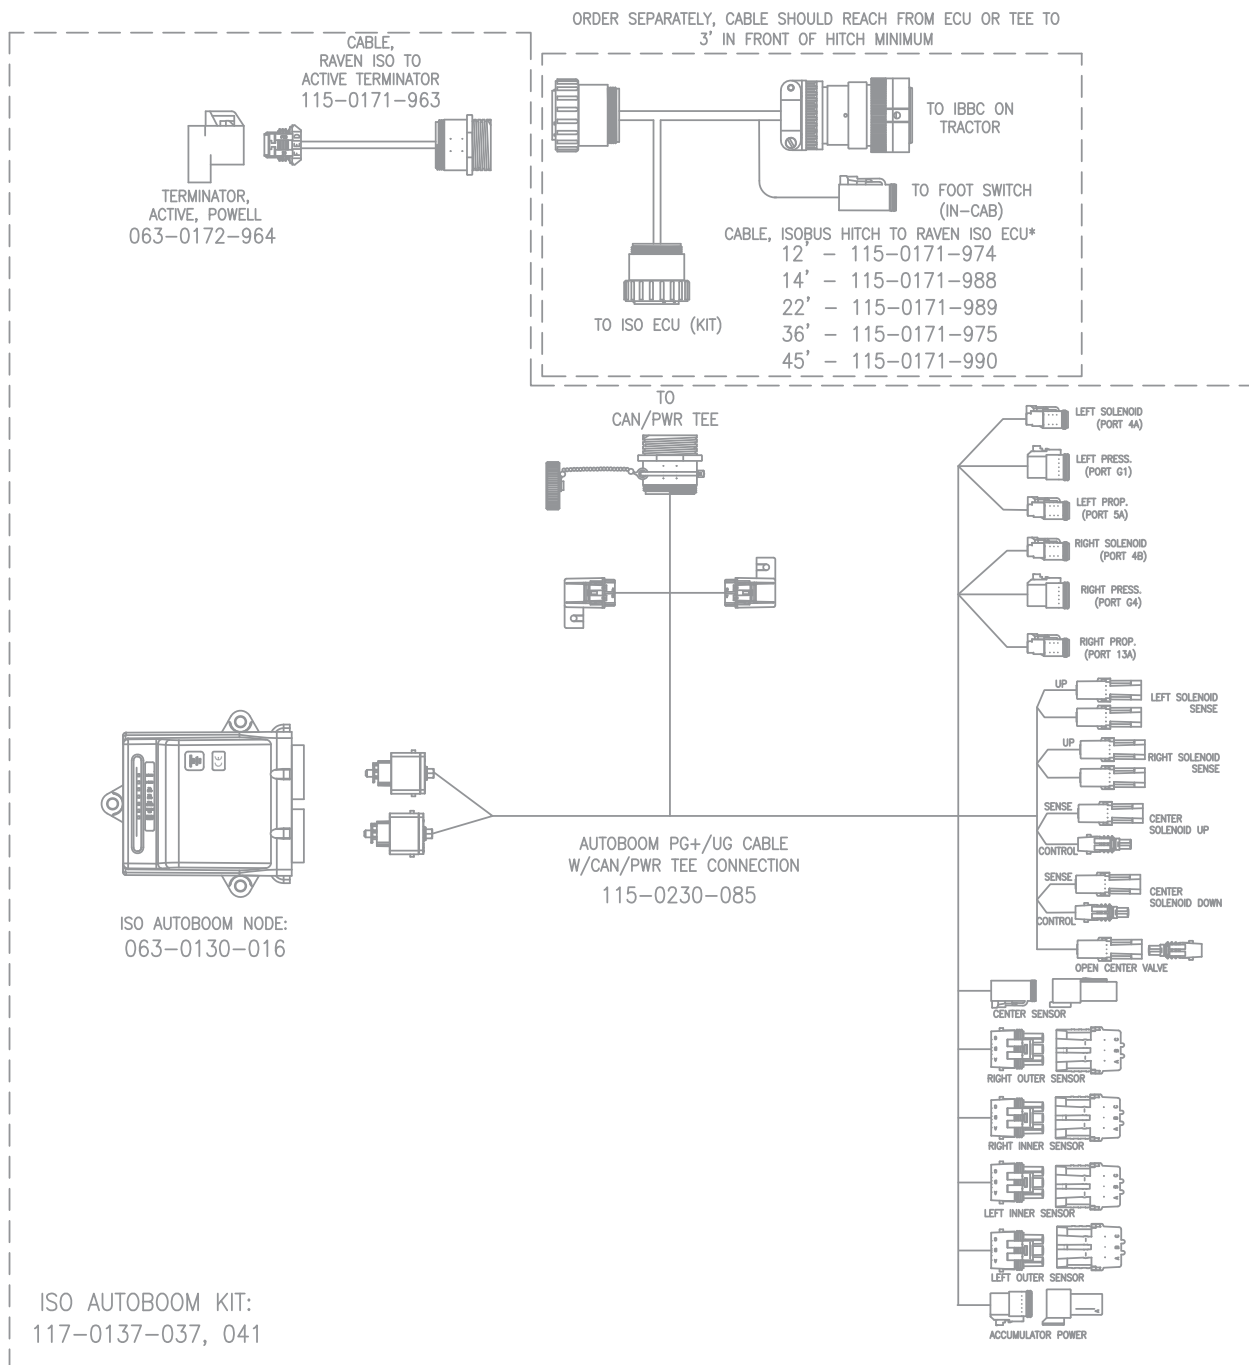 ORDER SEPARATELY, CABLE SHOULD REACH FROM ECU OR TEE TO
3' IN FRONT OF HITCH MINIMUM
CABLE,
RAVEN ISO TO
ACTIVE TERMINATOR
115-0171-963
TERMINATOR,
ACTIVE, POWELL
063-0172-964
TO IBBC ON
TRACTOR
TO FOOT SWITCH
(IN-CAB)
CABLE, ISOBUS HITCH TO RAVEN ISO ECU*
12' - 115-0171-974
14' - 115-0171-988
22' - 115-0171-989
36' - 115-0171-975
45' - 115-0171-990
TO ISO ECU (KIT)
TO
CAN/PWR TEE
LEFT SOLENOID
(PORT 4A)
LEFT PRESS.
(PORT G1)
LEFT PROP.
(PORT 5A)
RIGHT SOLENOID
(PORT 4B)
RIGHT PRESS.
(PORT G4)
RIGHT PROP.
(PORT 13A)
UP
LEFT SOLENOID
SENSE
UP
RIGHT SOLENOID
SENSE
SENSE
CENTER
SOLENOID UP
CONTROL
SENSE
CENTER
SOLENOID DOWN
CONTROL
OPEN CENTER VALVE
AUTOBOOM PG+/UG CABLE
W/CAN/PWR TEE CONNECTION
115-0230-085
ISO AUTOBOOM NODE:
063-0130-016
CENTER SENSOR
RIGHT OUTER SENSOR
RIGHT INNER SENSOR
LEFT INNER SENSOR
LEFT OUTER SENSOR
ACCUMULATOR POWER
ISO AUTOBOOM KIT:
117-0137-037, 041